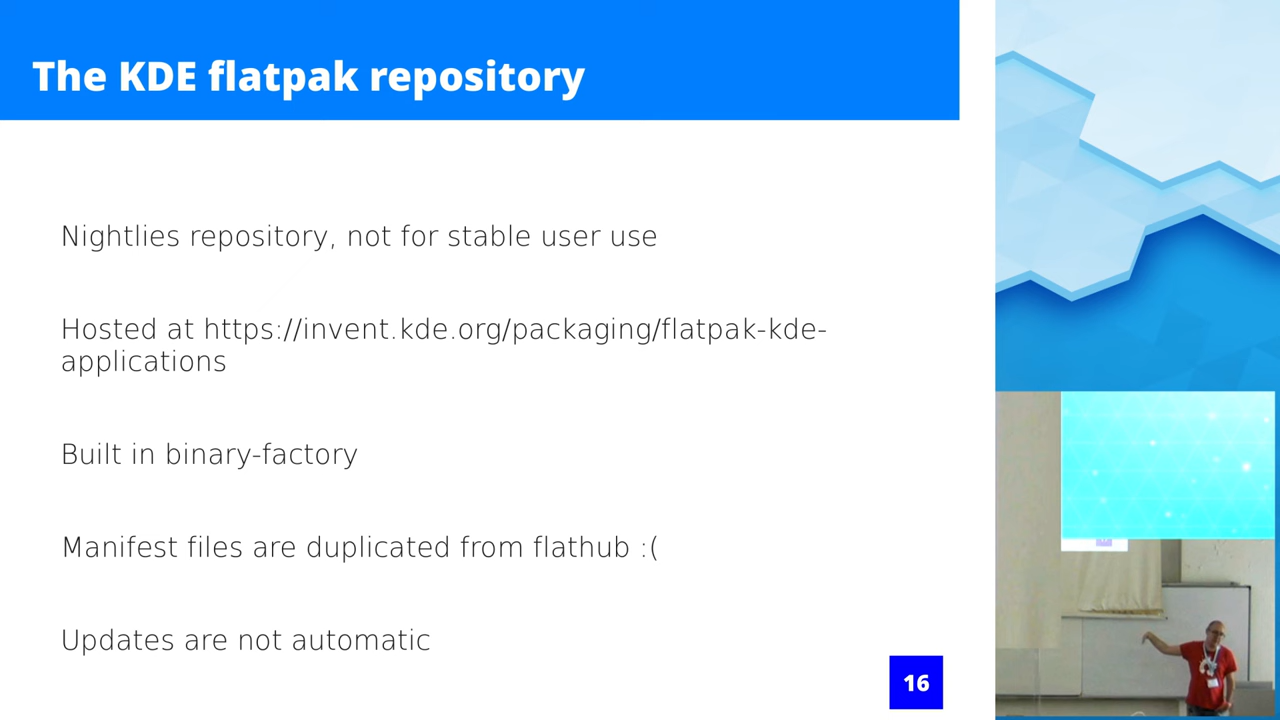 The KDE flatpak repository
Nightlies repository, not for stable user use
Hosted at https://invent.kde.org/packaging/flatpak-kde-
applications
Built in binary-factory
Manifest files are duplicated from flathub :(
Updates are not automatic
16